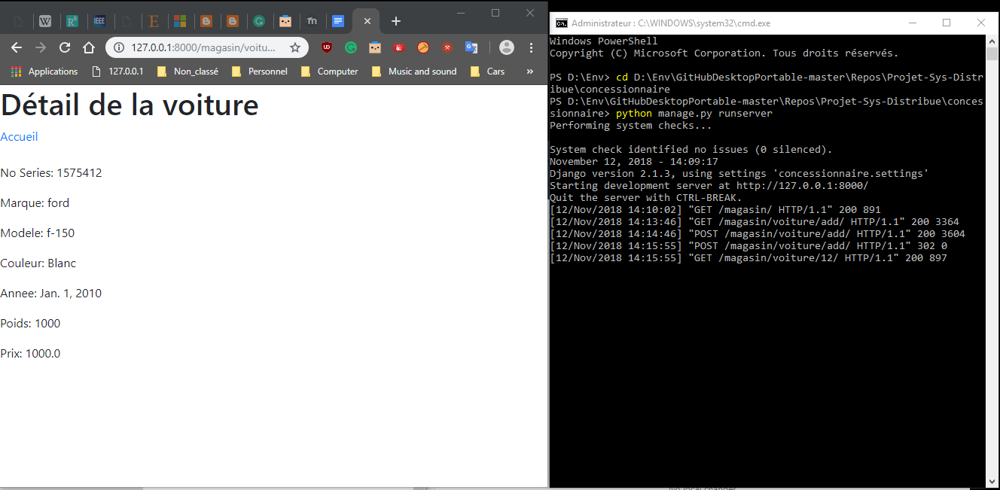 W
R
IEEE
E
G
Tn
127.0.0.1:8000/magasin/voitu...
Applications 127.0.0.1 Non_classé Personnel Computer Music and sound Cars »
Détail de la voiture
Accueil
No Series: 1575412
Marque: ford
Modele: f-150
Couleur: Blanc
Annee: Jan. 1, 2010
Poids: 1000
Prix: 1000.0
Administrateur : C:\WINDOWS\system32\cmd.exe
Windows PowerShell
Copyright (C) Microsoft Corporation. Tous droits réservés.
PS D:\Env> cd D:\Env\GitHubDesktopPortable-master\Repos\Projet-Sys-Distr
ibue\concessionnaire
PS D:\Env\GitHubDesktopPortable-master\Repos\Projet-Sys-Distribue\conces
sionnaire> python manage.py runserver
Performing system checks...
System check identified no issues (0 silenced).
November 12, 2018 - 14:09:17
Django version 2.1.3, using settings 'concessionnaire.settings'
Starting development server at http://127.0.0.1:8000/
Quit the server with CTRL-BREAK.
[12/Nov/2018 14:10:02] "GET /magasin/ HTTP/1.1" 200 891
[12/Nov/2018 14:13:46] "GET /magasin/voiture/add/ HTTP/1.1" 200 3364
[12/Nov/2018 14:14:46] "POST /magasin/voiture/add/ HTTP/1.1" 200 3604
[12/Nov/2018 14:15:55] "POST /magasin/voiture/add/ HTTP/1.1" 302 0
[12/Nov/2018 14:15:55] "GET /magasin/voiture/12/ HTTP/1.1" 200 897
No local changes